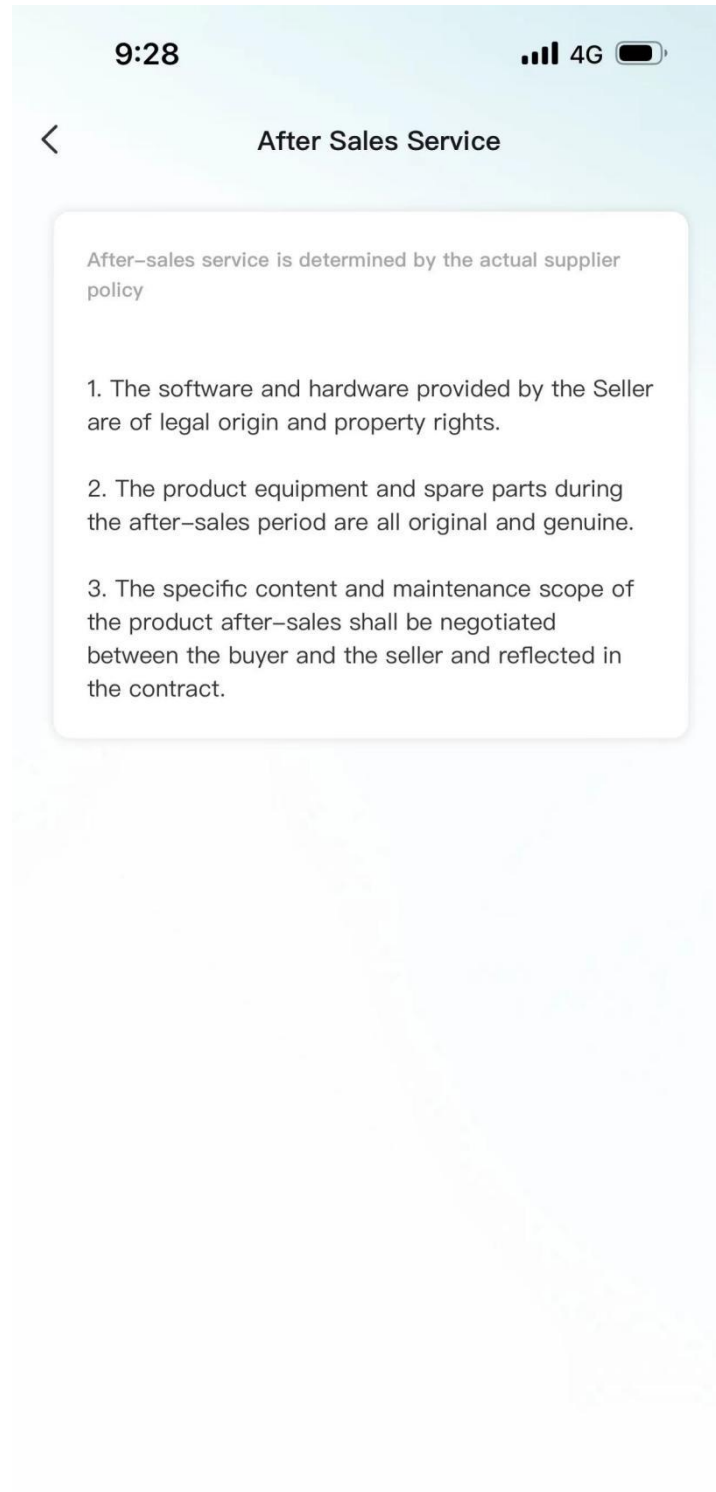 9:28
4G
After Sales Service
After-sales service is determined by the actual supplier
policy
1. The software and hardware provided by the Seller
are of legal origin and property rights.
2. The product equipment and spare parts during
the after-sales period are all original and genuine.
3. The specific content and maintenance scope of
the product after-sales shall be negotiated
between the buyer and the seller and reflected in
the contract.